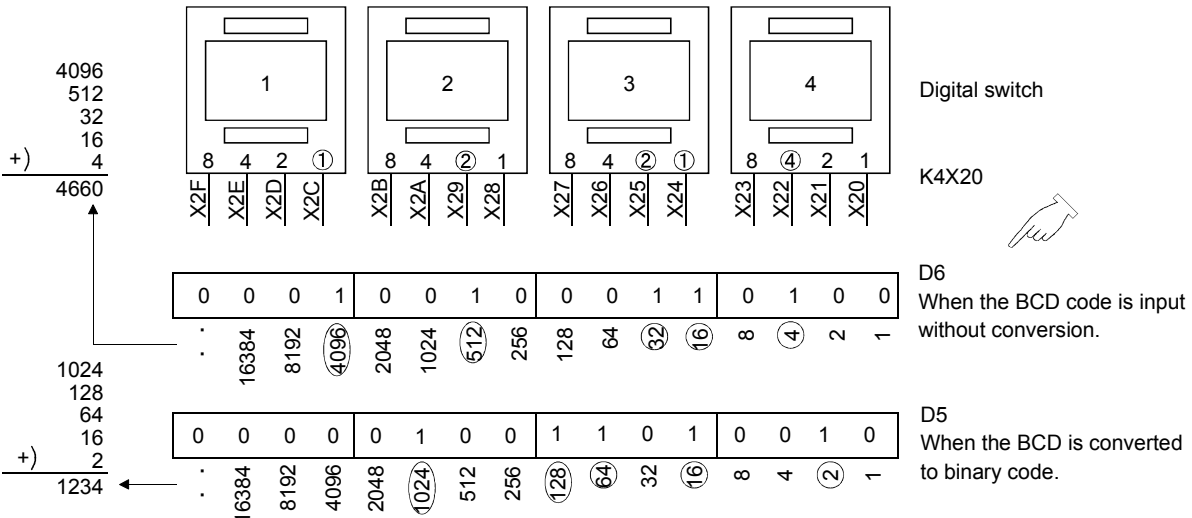 4096
512
32
16
+) 4
4660
1 2 3 4
Digital switch
8 4 2 ① 8 4 ② 1 8 4 ② ① 8 ④ 2 1
X2F X2E X2D X2C X2B X2A X29 X28 X27 X26 X25 X24 X23 X22 X21 X20
K4X20
D6
0 0 0 1 0 0 1 0 0 0 1 1 0 1 0 0
When the BCD code is input
without conversion.
: 16384 8192 4096 2048 1024 512 256 128 64 32 16 8 4 2 1
1024
128
64
16
+) 2
1234
D5
0 0 0 0 0 1 0 0 1 1 0 1 0 0 1 0
When the BCD is converted
to binary code.
: 16384 8192 4096 2048 1024 512 256 128 64 32 16 8 4 2 1